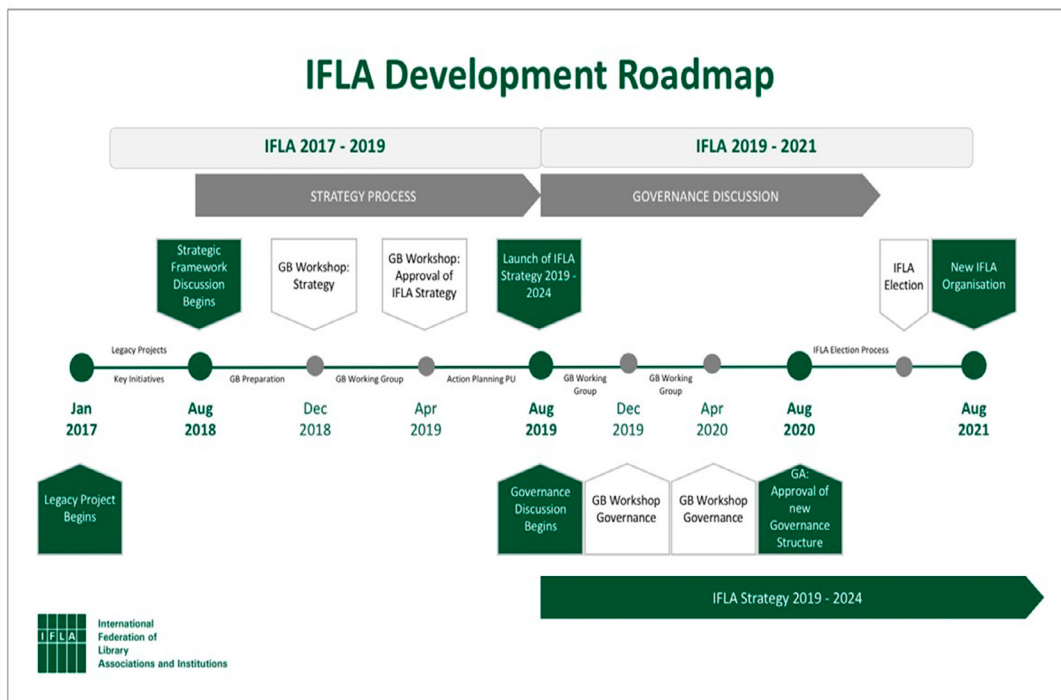 IFLA Development Roadmap
IFLA 2017 - 2019
IFLA 2019 - 2021
STRATEGY PROCESS
GOVERNANCE DISCUSSION
Strategic
Framework
Discussion
Begins
GB Workshop:
Strategy
GB Workshop:
Approval of
IFLA Strategy
Launch of IFLA
Strategy 2019 -
2024
IFLA
Election
New IFLA
Organisation
Legacy Projects
Key Initiatives
GB Preparation
GB Working Group
Action Planning PU
GB Working
Group
GB Working
Group
IFLA Election Process
Jan
2017
Aug
2018
Dec
2018
Apr
2019
Aug
2019
Dec
2019
Apr
2020
Aug
2020
Aug
2021
Legacy Project
Begins
Governance
Discussion
Begins
GB Workshop
Governance
GB Workshop
Governance
GA:
Approval of
new
Governance
Structure
IFLA Strategy 2019 - 2024
IFLA
International
Federation of
Library
Associations and Institutions